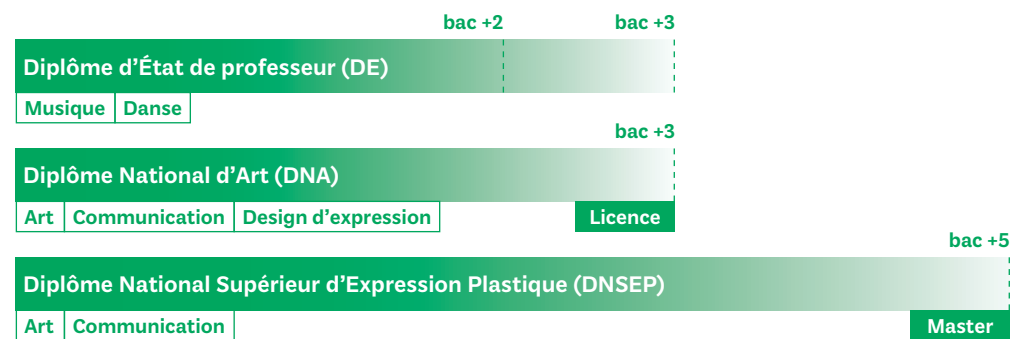 bac +2 bac +3
Diplôme d'État de professeur (DE)
Musique Danse
bac +3
Diplôme National d'Art (DNA)
Art Communication Design d'expression Licence
bac +5
Diplôme National Supérieur d'Expression Plastique (DNSEP)
Art Communication Master